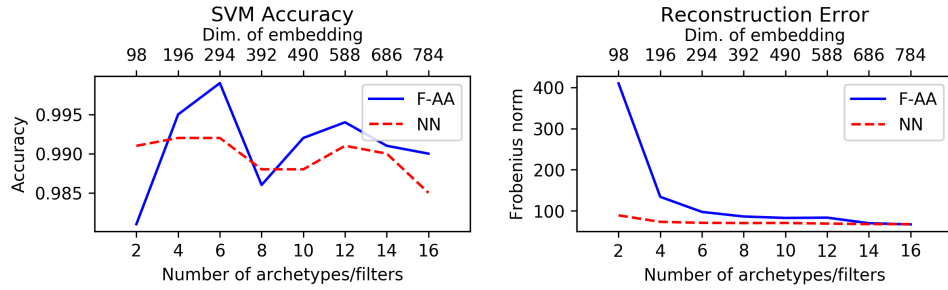 SVM Accuracy
Dim. of embedding
98 196 294 392 490 588 686 784
0.995
0.990
0.985
Accuracy
F-AA
NN
2 4 6 8 10 12 14 16
Number of archetypes/filters
Reconstruction Error
Dim. of embedding
98 196 294 392 490 588 686 784
400
300
200
100
Frobenius norm
F-AA
NN
2 4 6 8 10 12 14 16
Number of archetypes/filters